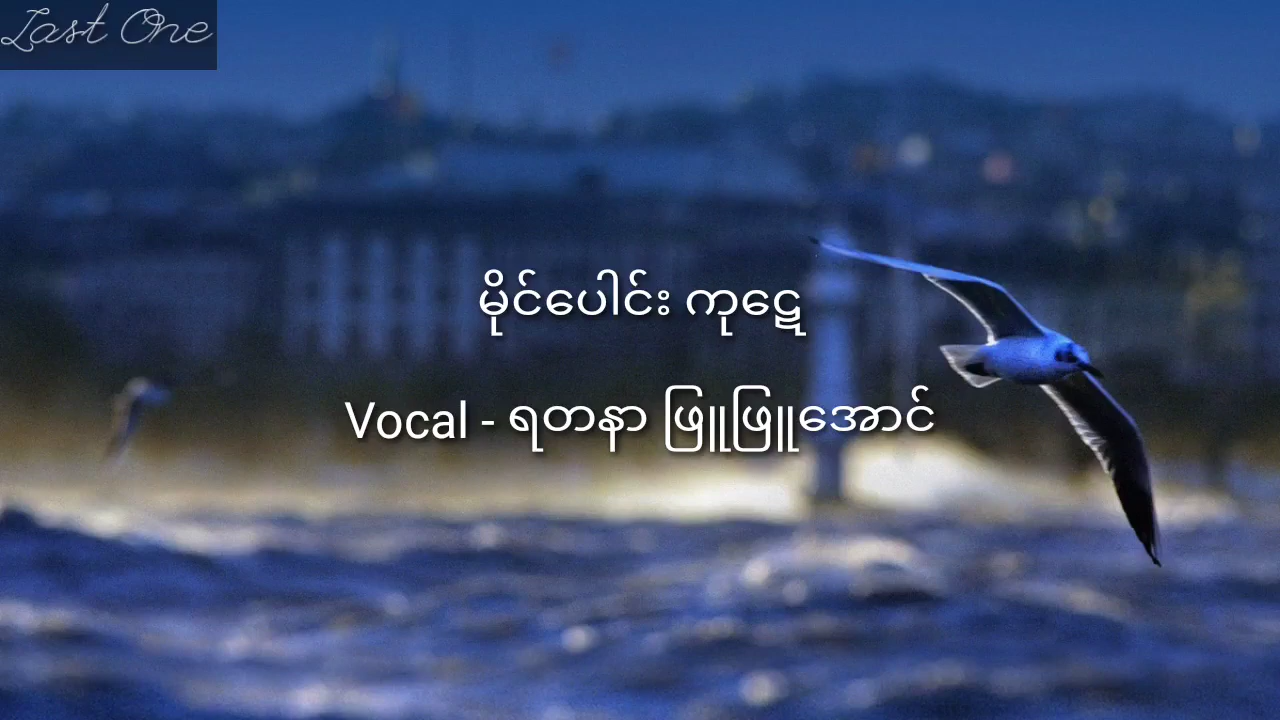 Last One
မိုင်ပေါင်း ကုဋေ
Vocal - ရတနာ ဖြူဖြူအောင်